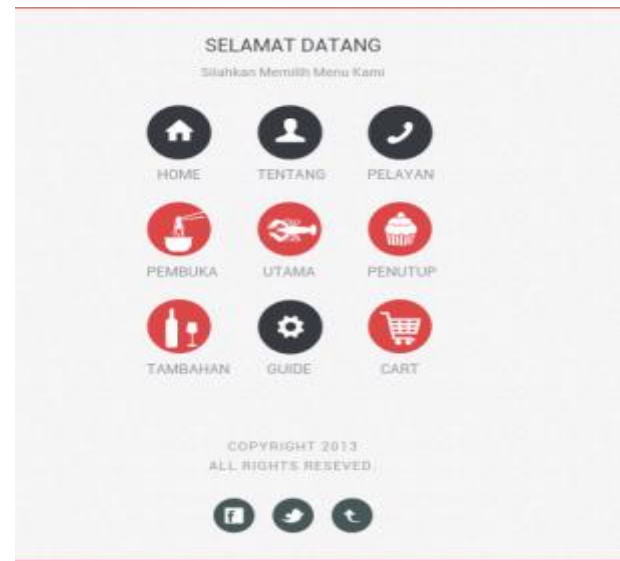 SELAMAT DATANG
Silahkan Memilih Menu Kami
HOME TENTANG PELAYAN
PEMBUKA UTAMA PENUTUP
TAMBAHAN GUIDE CART
COPYRIGHT 2013
ALL RIGHTS RESEVED.